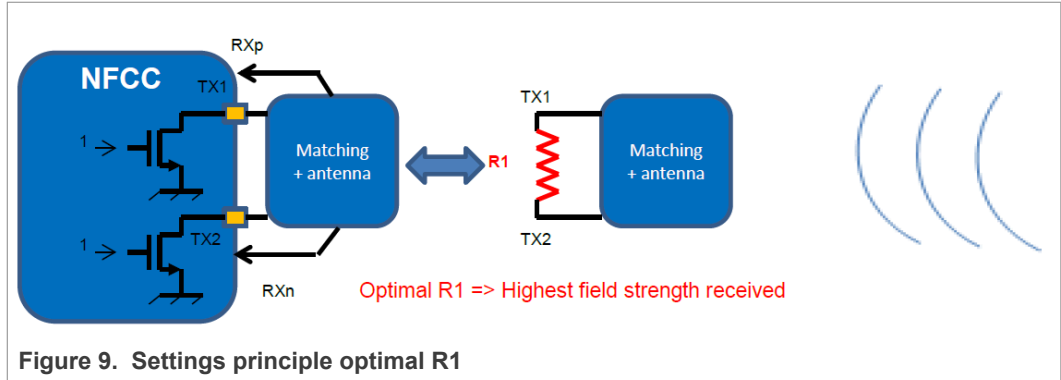 RXp
NFCC
TX1
1
Matching
+ antenna
TX2
1
RXn
TX1
R1
Matching
+ antenna
TX2
Optimal R1 => Highest field strength received
Figure 9. Settings principle optimal R1